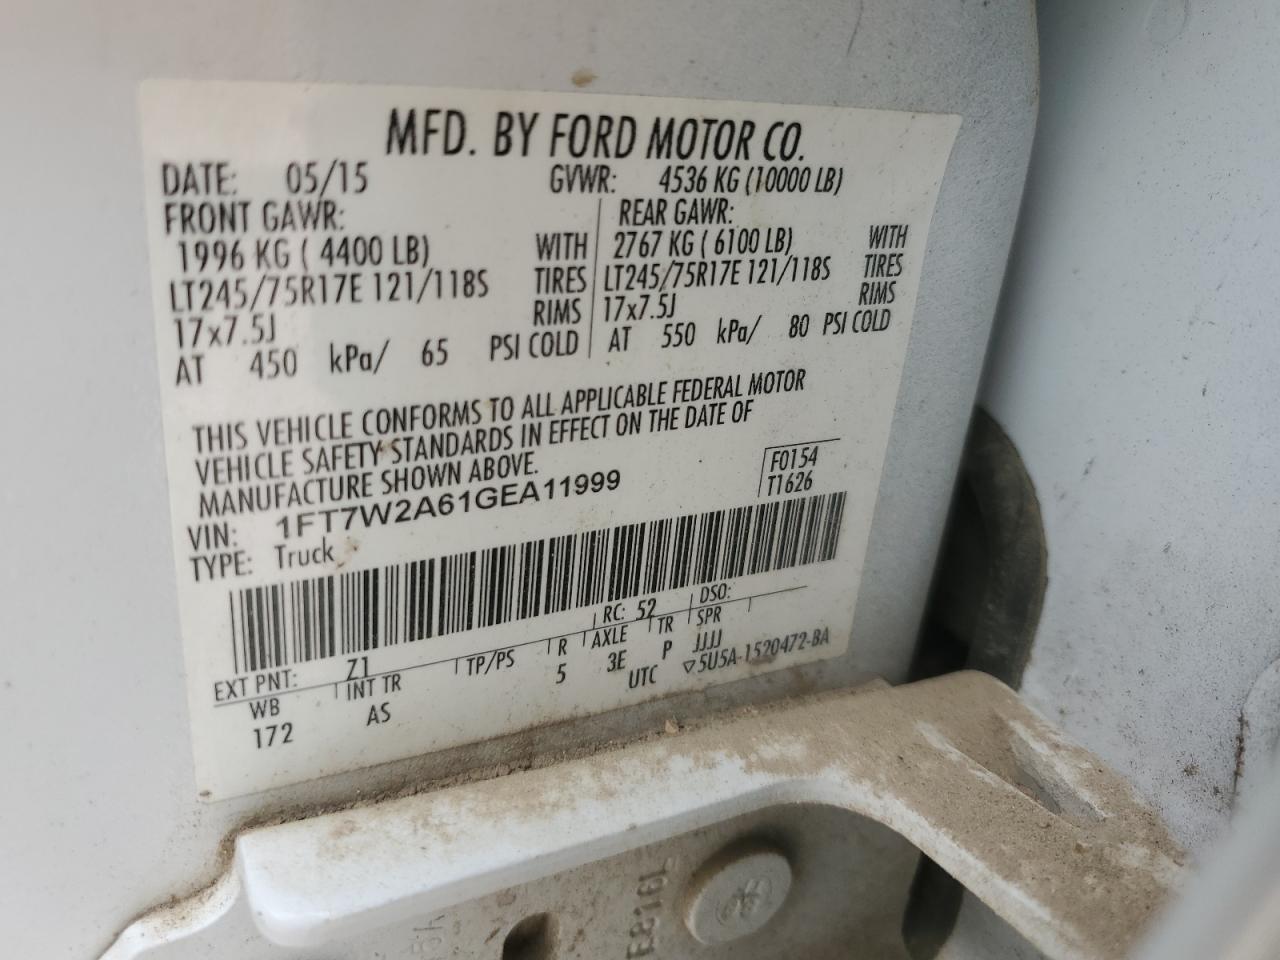 MFD. BY FORD MOTOR CO.
DATE: 05/15 GVWR: 4536 KG (10000 LB)
FRONT GAWR: REAR GAWR:
1996 KG ( 4400 LB) WITH 2767 KG ( 6100 LB) WITH
LT245/75R17E 121/118S TIRES LT245/75R17E 121/118S TIRES
17x7.5J RIMS 17x7.5J RIMS
AT 450 kPa/ 65 PSI COLD AT 550 kPa/ 80 PSI COLD
THIS VEHICLE CONFORMS TO ALL APPLICABLE FEDERAL MOTOR
VEHICLE SAFETY STANDARDS IN EFFECT ON THE DATE OF
MANUFACTURE SHOWN ABOVE.
F0154
T1626
VIN: 1FT7W2A61GEA11999
TYPE: Truck
EXT PNT: Z1 RC: 52 DSO:
WB INT TR TP/PS R AXLE TR SPR
172 AS 5 3E P JJJJ
UTC ▽5U5A-1520472-BA